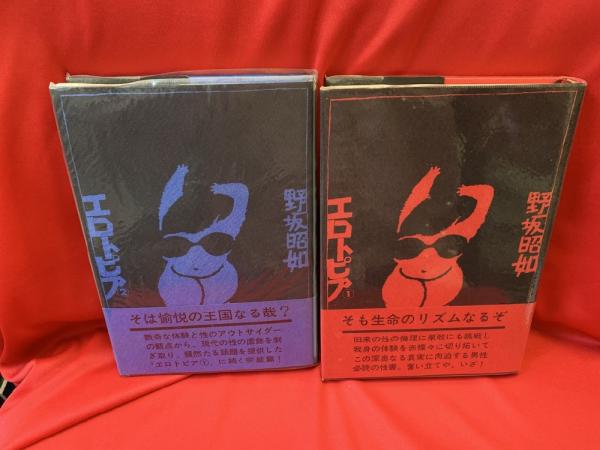 エロトピア2
野坂昭如
そは愉悦の王国なる哉?
数奇な体験と性のアウトサイダー
の観点から、現代の性の虚飾を剝
ぎ取り、騒然たる話題を提供した
『エロトピア①』に続く完結篇!
エロトピア①
野坂昭如
そも生命のリズムなるぞ
旧来の性の倫理に果敢にも挑戦し
我身の体験を赤裸々に切り拓いて
この深奥なる真実に肉迫する男性
必読の性書。奮い立てや、いざ!